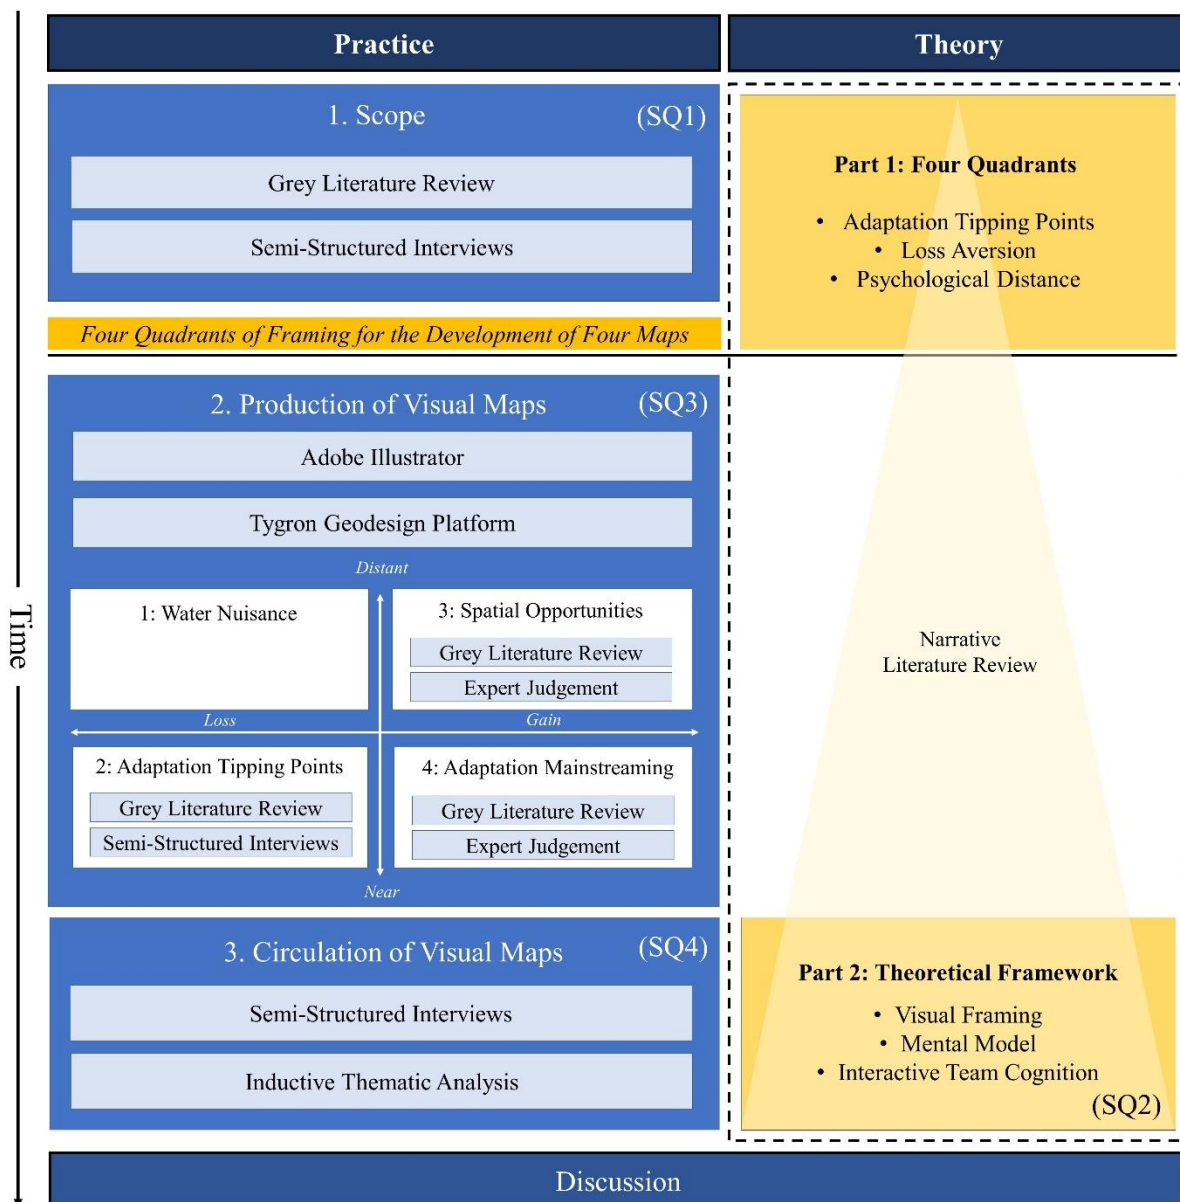 Practice
Theory
1. Scope
(SQ1)
Grey Literature Review
Semi-Structured Interviews
Part 1: Four Quadrants
• Adaptation Tipping Points
• Loss Aversion
• Psychological Distance
Four Quadrants of Framing for the Development of Four Maps
Time
2. Production of Visual Maps
(SQ3)
Adobe Illustrator
Tygron Geodesign Platform
Distant
1: Water Nuisance
3: Spatial Opportunities
Grey Literature Review
Expert Judgement
Loss
Gain
2: Adaptation Tipping Points
Grey Literature Review
Semi-Structured Interviews
4: Adaptation Mainstreaming
Grey Literature Review
Expert Judgement
Near
Narrative
Literature Review
3. Circulation of Visual Maps
(SQ4)
Semi-Structured Interviews
Inductive Thematic Analysis
Part 2: Theoretical Framework
• Visual Framing
• Mental Model
• Interactive Team Cognition
(SQ2)
Discussion